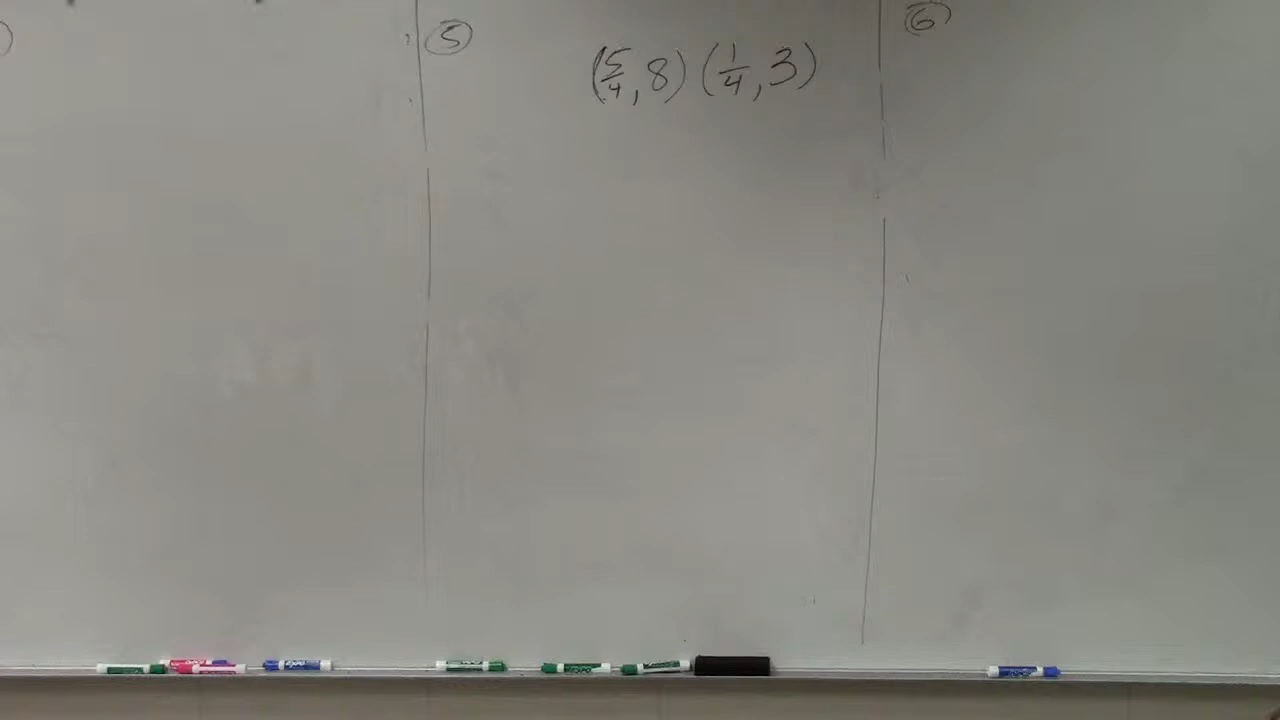 ⑤ (5/4, 8) (1/4, 3)
⑥